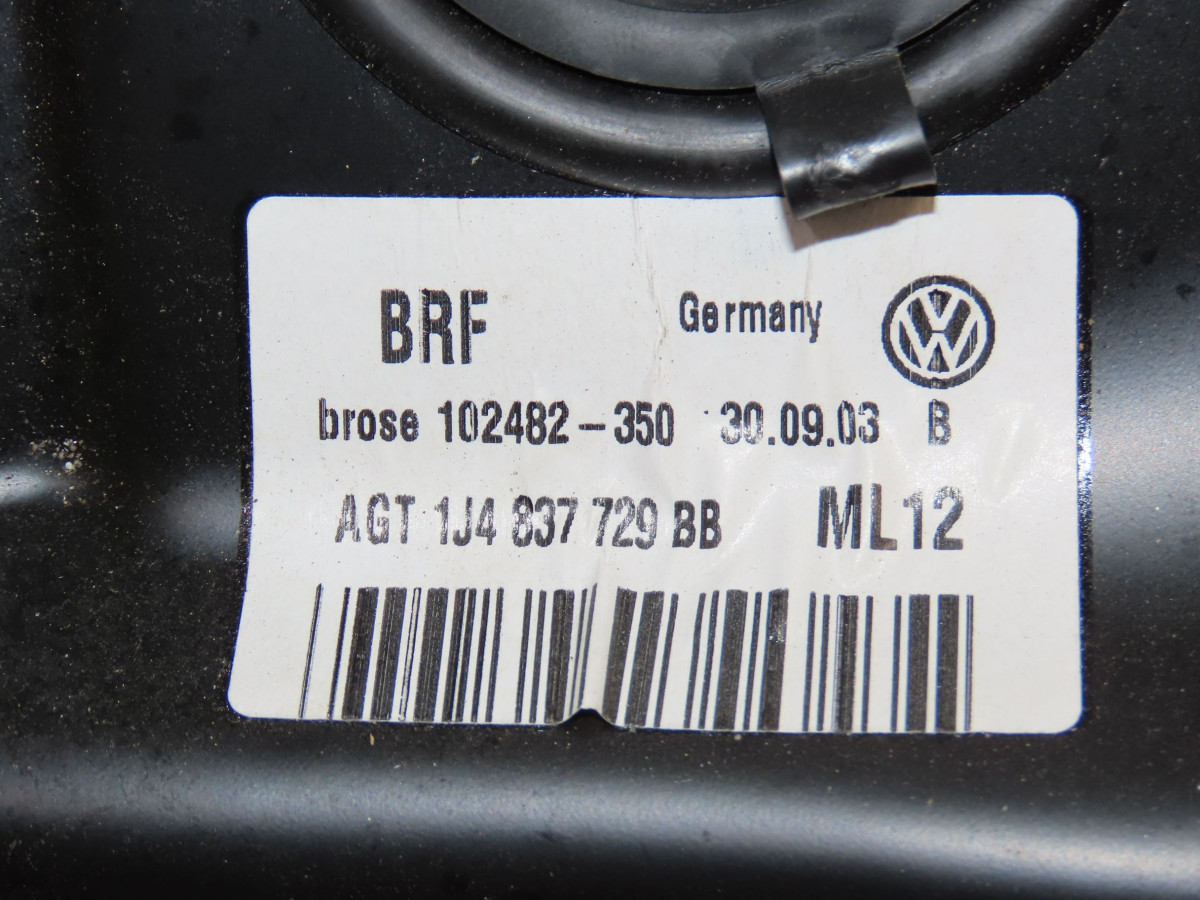 BRF Germany
brose 102482-350 30.09.03 B
AGT 1J4 837 729 BB ML12